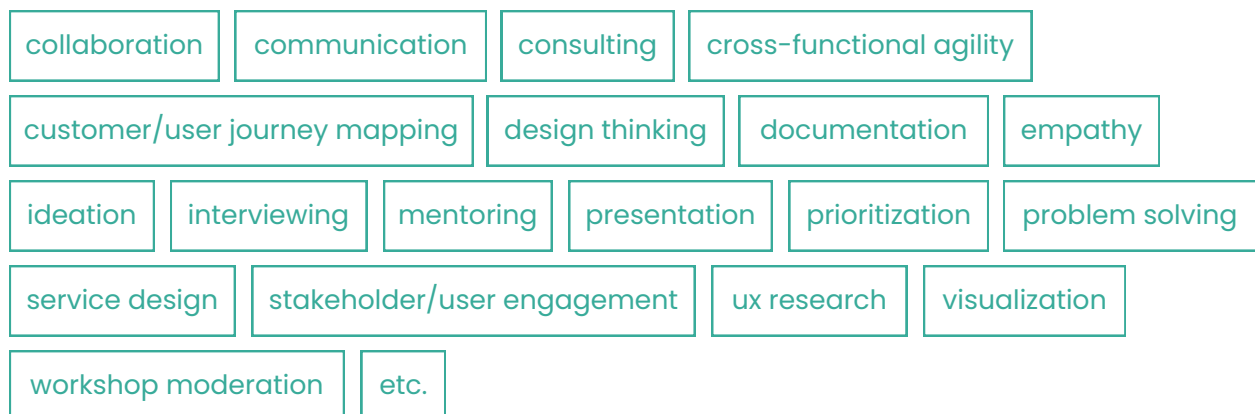 collaboration communication consulting cross-functional agility
customer/user journey mapping design thinking documentation empathy
ideation interviewing mentoring presentation prioritization problem solving
service design stakeholder/user engagement ux research visualization
workshop moderation etc.